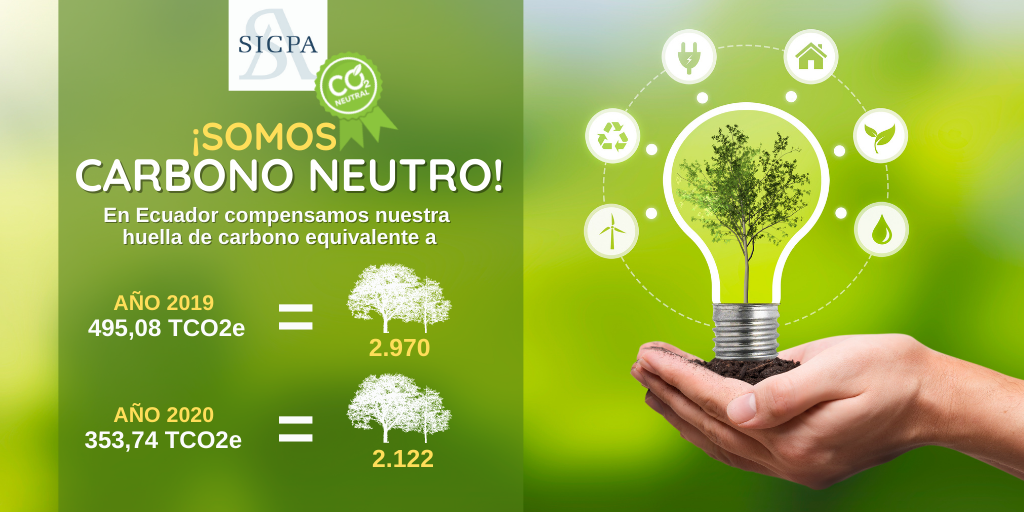 SICPA
CO2
NEUTRAL
¡SOMOS
CARBONO NEUTRO!
En Ecuador compensamos nuestra
huella de carbono equivalente a
AÑO 2019
495,08 TCO2e
=
2.970
AÑO 2020
353,74 TCO2e
=
2.122